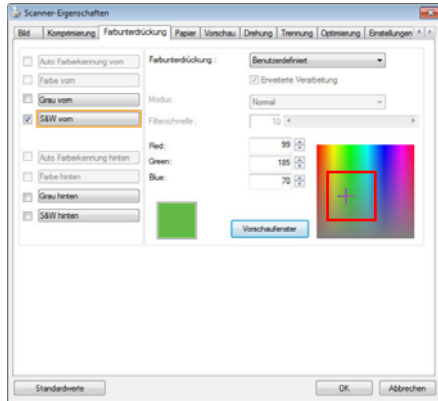 Scanner-Eigenschaften
Bild Komprimierung Farbunterdrückung Papier Vorschau Drehung Trennung Optimierung Einstellungen
Auto Farberkennung vorn
Farbe vorn
Grau vorn
S&W vorn
Auto Farberkennung hinten
Farbe hinten
Grau hinten
S&W hinten
Farbunterdrückung :
Benutzerdefiniert
Erweiterte Verarbeitung
Modus:
Normal
Filterschwelle :
10
Red:
99
Green:
185
Blue:
70
Vorschaufenster
Standardwerte
OK
Abbrechen